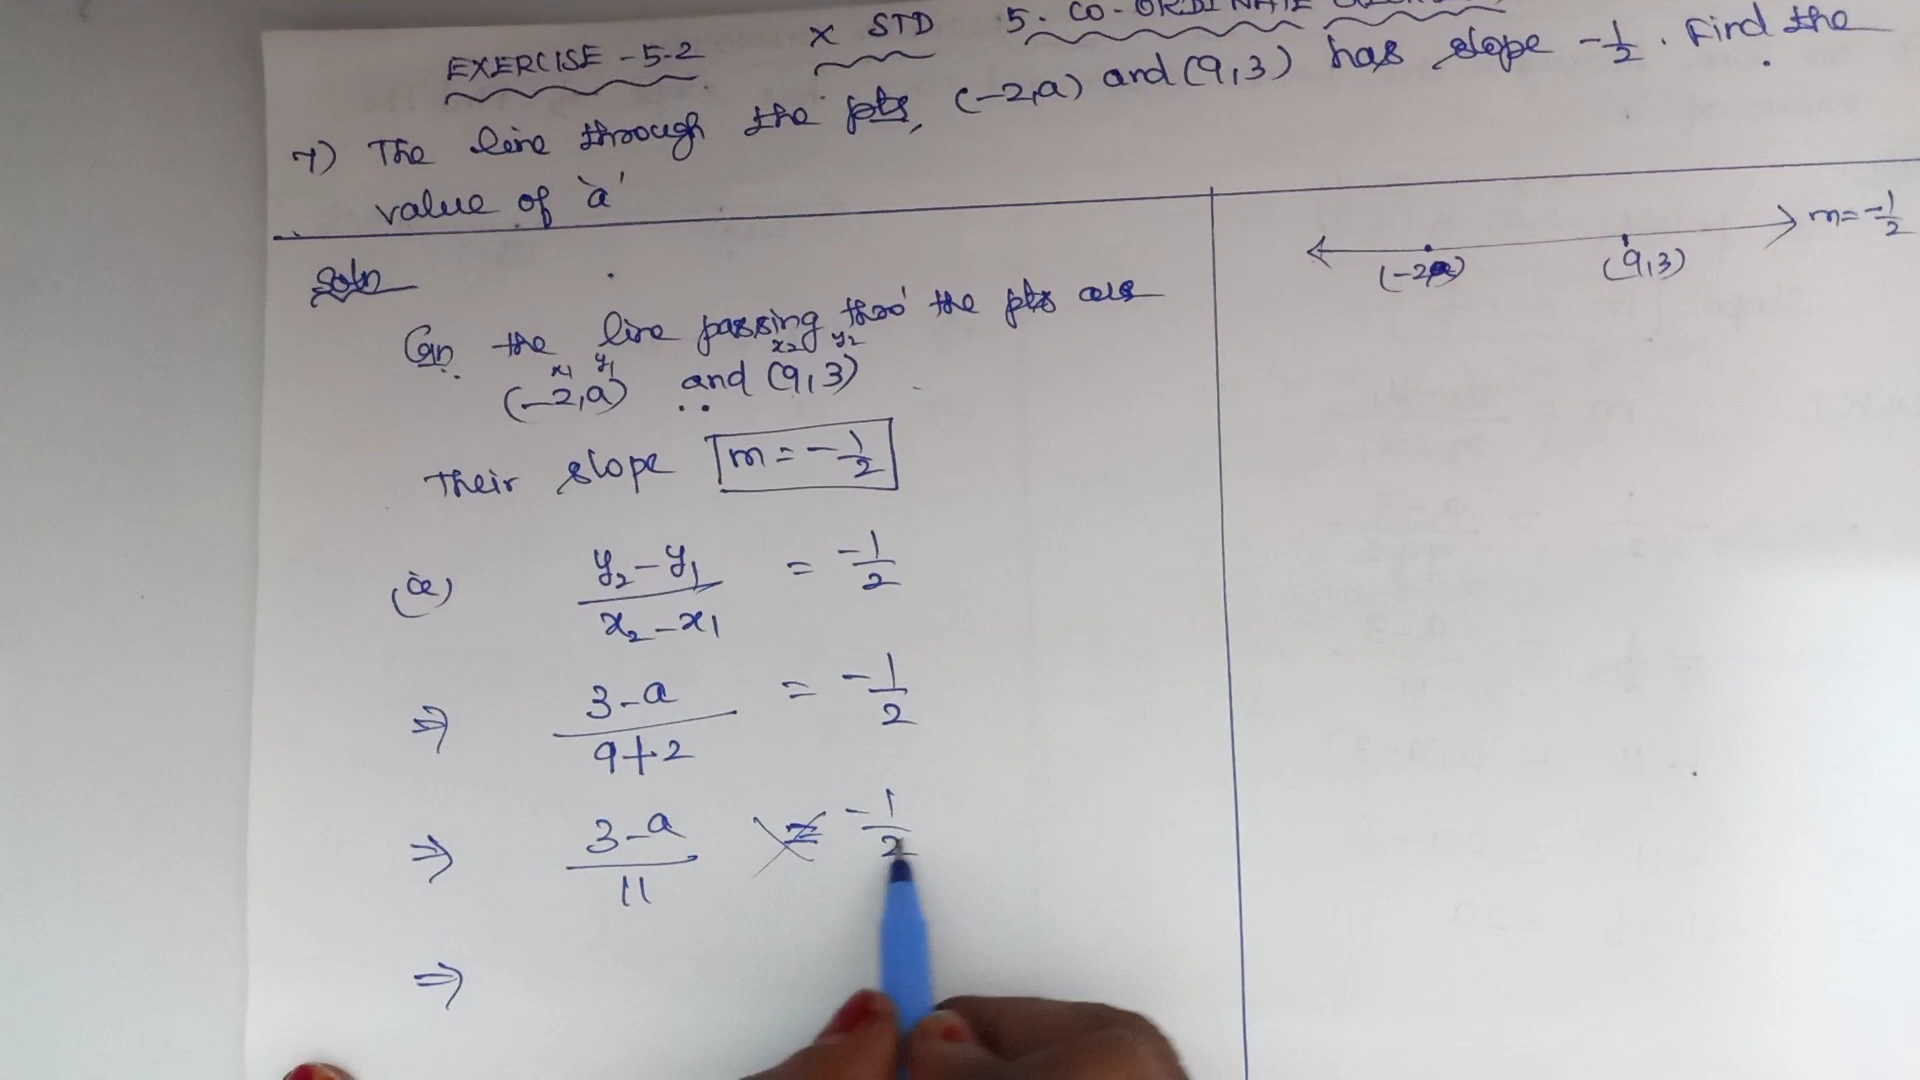 EXERCISE -5.2 X STD 5. CO-ORDINATE
7) The line through the pts, (-2,a) and (9,3) has slope -1/2. Find the
value of 'a'
Soln
Gn. the line passing thro' the pts are
x1 y1 x2 y2
(-2,a) and (9,3)
Their slope m = -1/2
(ie) y2-y1 / x2-x1 = -1/2
⇒ 3-a / 9+2 = -1/2
⇒ 3-a / 11 = -1/2
⇒
m = -1/2
(-2,a) (9,3)